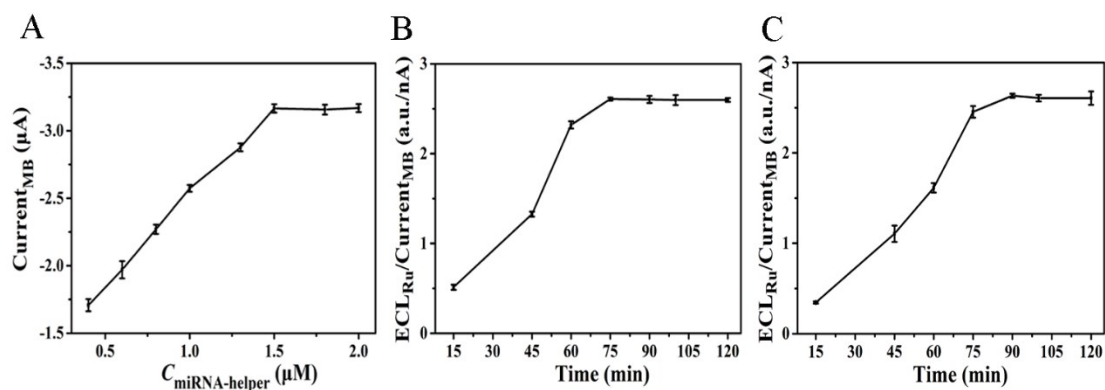 A
Current_MB (μA)
-3.5
-3.0
-2.5
-2.0
-1.5
0.5 1.0 1.5 2.0
C_miRNA-helper (μM)
B
ECL_Ru/Current_MB (a.u./nA)
3
2
1
0
15 30 45 60 75 90 105 120
Time (min)
C
ECL_Ru/Current_MB (a.u./nA)
3
2
1
0
15 30 45 60 75 90 105 120
Time (min)